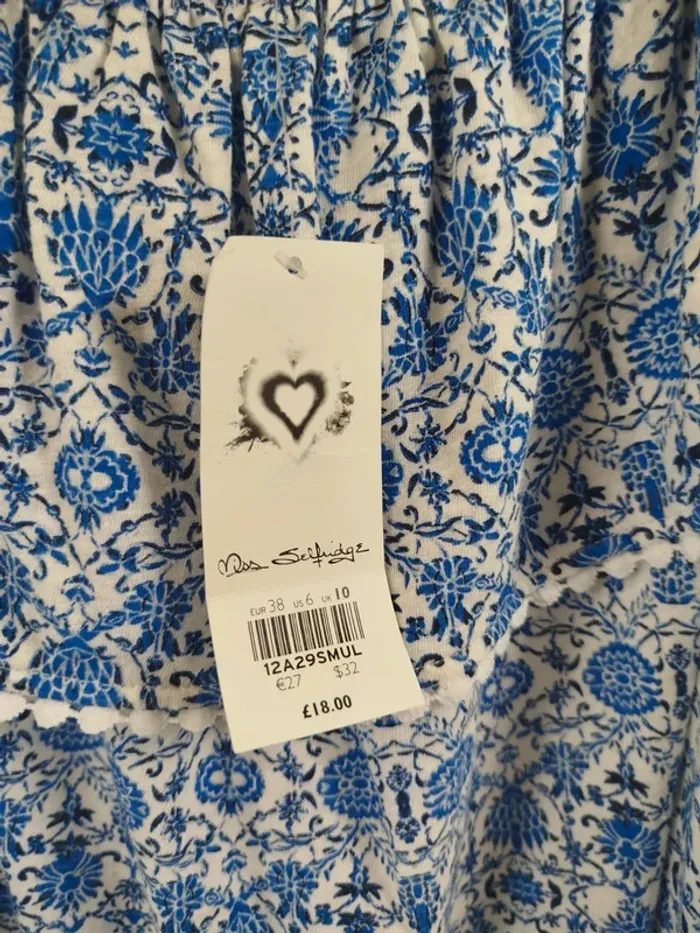 Miss Selfridge
EUR 38 US 6 UK 10
12A29SMUL
€27 $32
£18.00